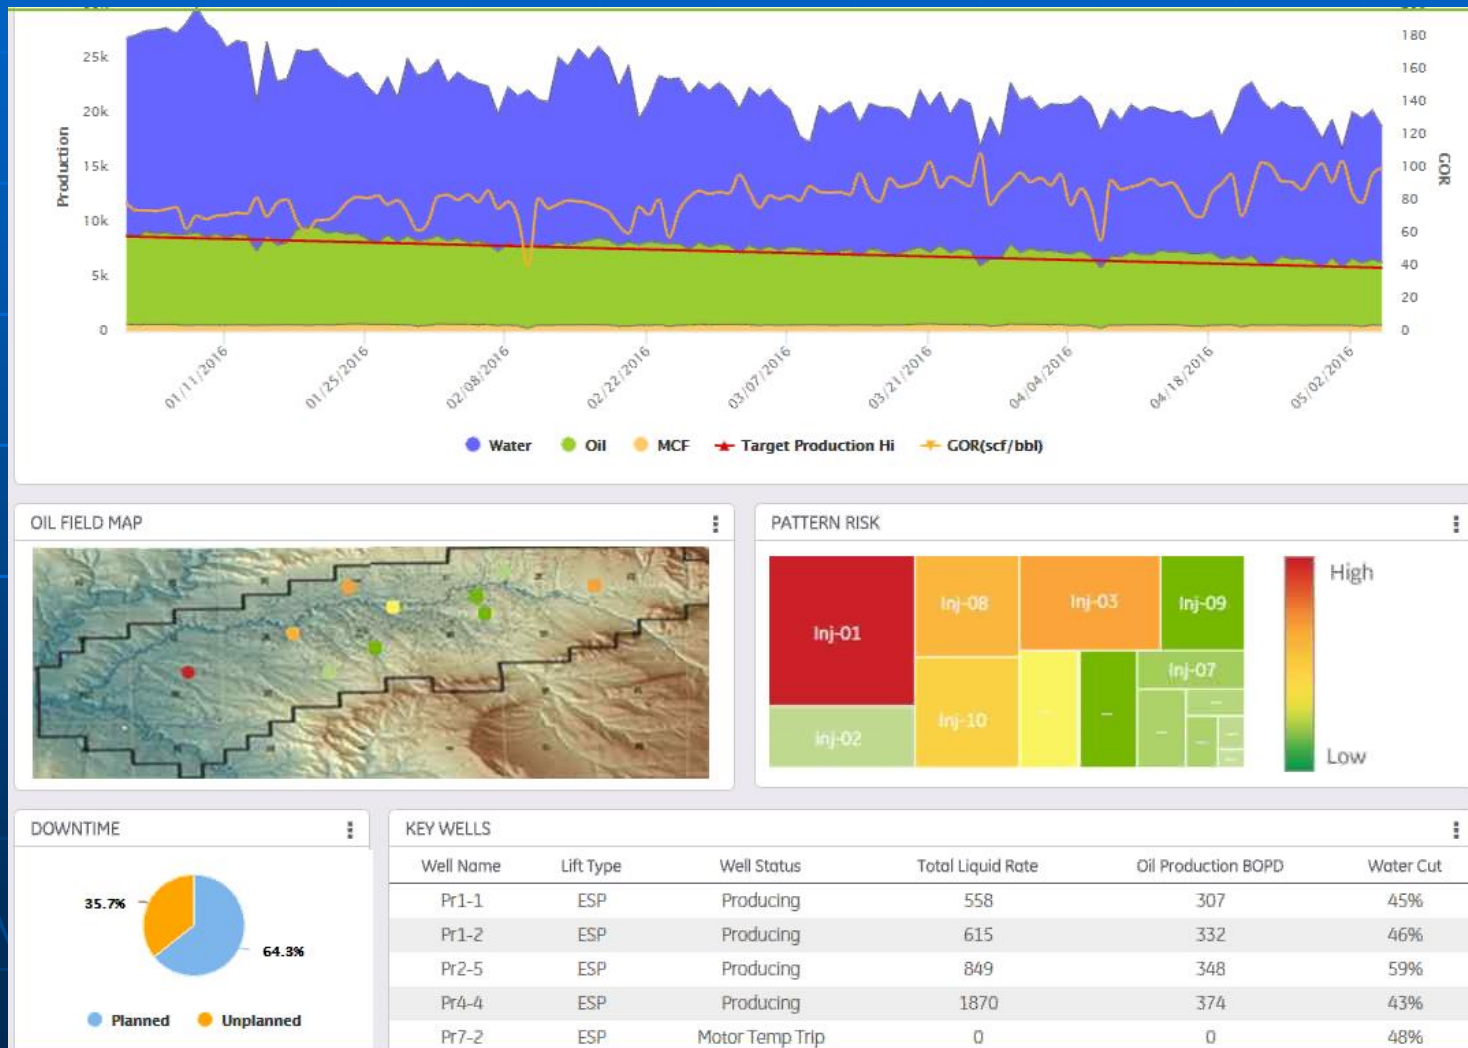 180
25k
160
140
20k
120
15k
100
80
10k
60
5k
40
20
0
0
Production
GOR
01/11/2016
01/25/2016
02/08/2016
02/22/2016
03/07/2016
03/21/2016
04/04/2016
04/18/2016
05/02/2016
Water Oil MCF Target Production Hi GOR(scf/bbl)
OIL FIELD MAP
PATTERN RISK
Inj-01
Inj-08
Inj-03
Inj-09
Inj-07
Inj-10
inj-02
High
Low
DOWNTIME
35.7%
64.3%
Planned Unplanned
KEY WELLS
Well Name Lift Type Well Status Total Liquid Rate Oil Production BOPD Water Cut
Pr1-1 ESP Producing 558 307 45%
Pr1-2 ESP Producing 615 332 46%
Pr2-5 ESP Producing 849 348 59%
Pr4-4 ESP Producing 1870 374 43%
Pr7-2 ESP Motor Temp Trip 0 0 48%